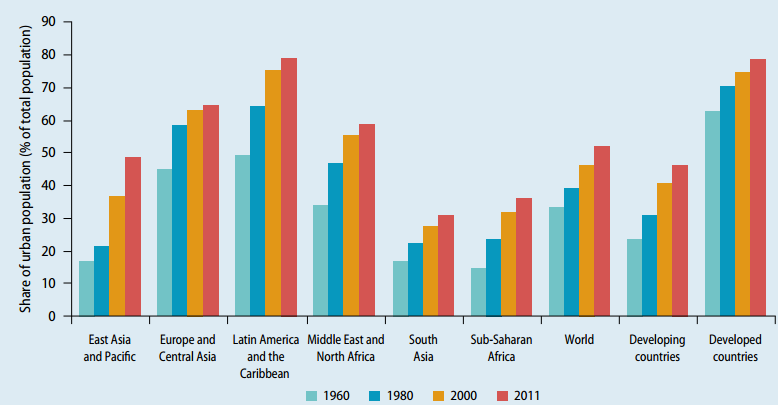 Share of urban population (% of total population)
90
80
70
60
50
40
30
20
10
0
East Asia
and Pacific
Europe and
Central Asia
Latin America
and the
Caribbean
Middle East and
North Africa
South
Asia
Sub-Saharan
Africa
World
Developing
countries
Developed
countries
1960 1980 2000 2011